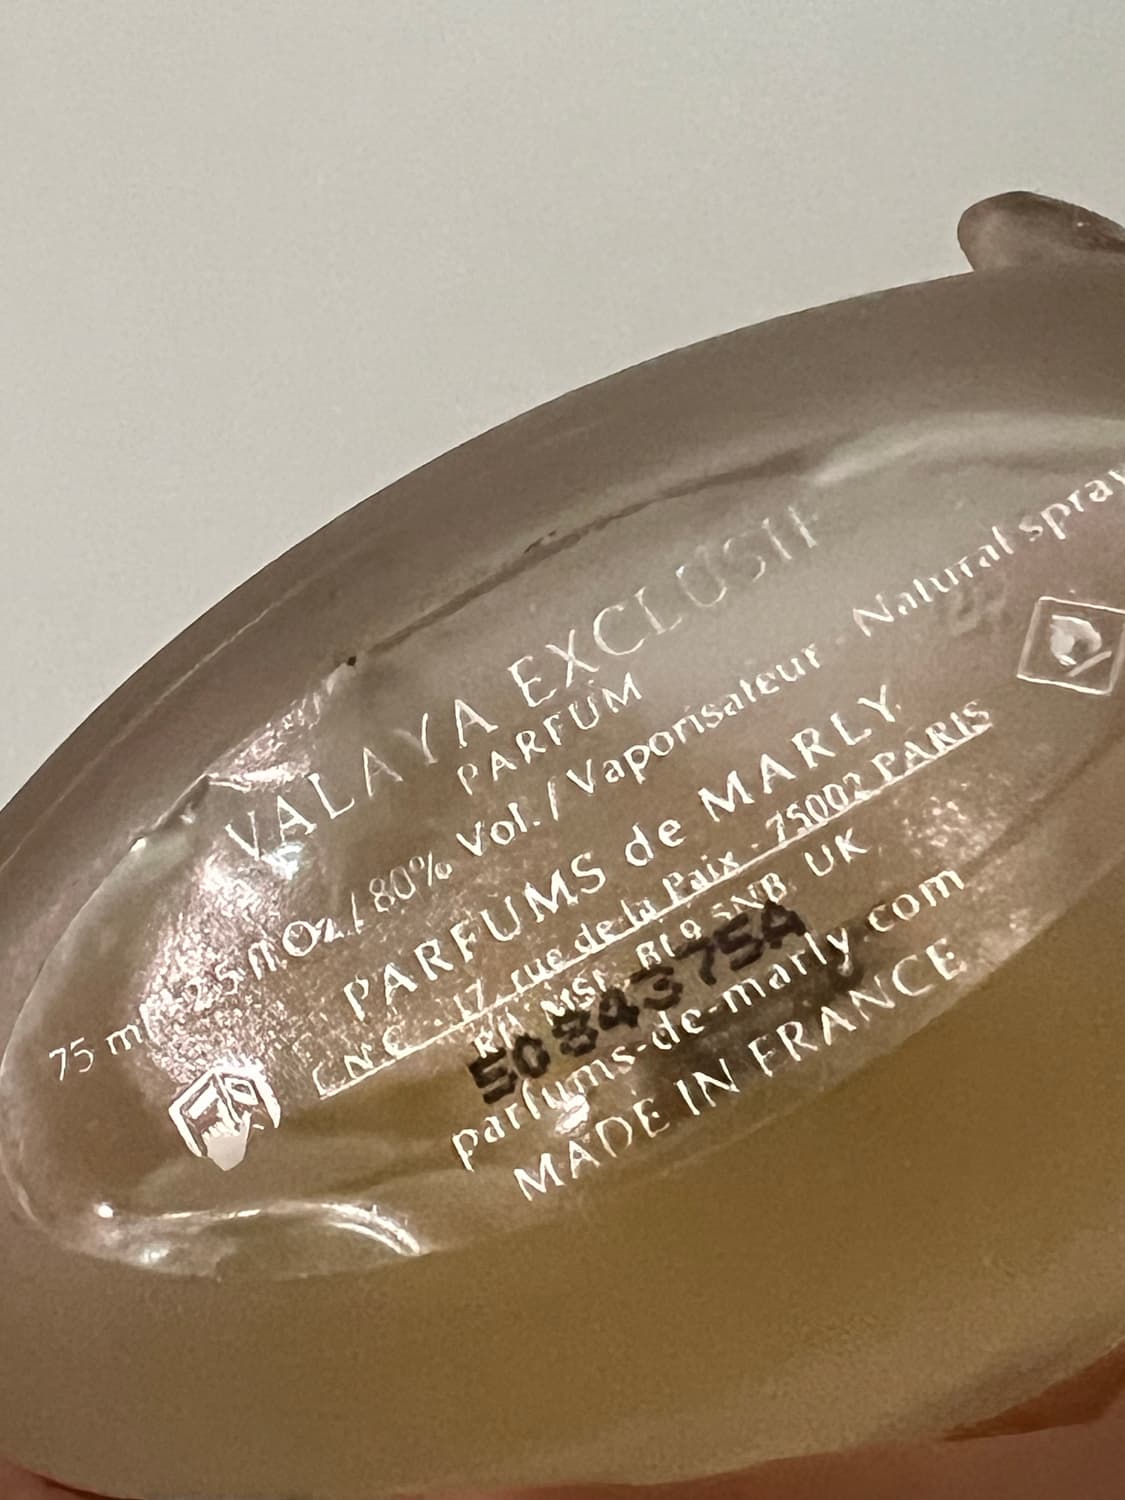 VALAYA EXCLUSIF
PARFUM
75 ml / 2.5 fl Oz. / 80% Vol. / Vaporisateur - Natural spray
PARFUMS de MARLY
17, rue de la Paix - 75002 PARIS
BL9 5NB UK
5084375A
parfums-de-marly.com
MADE IN FRANCE